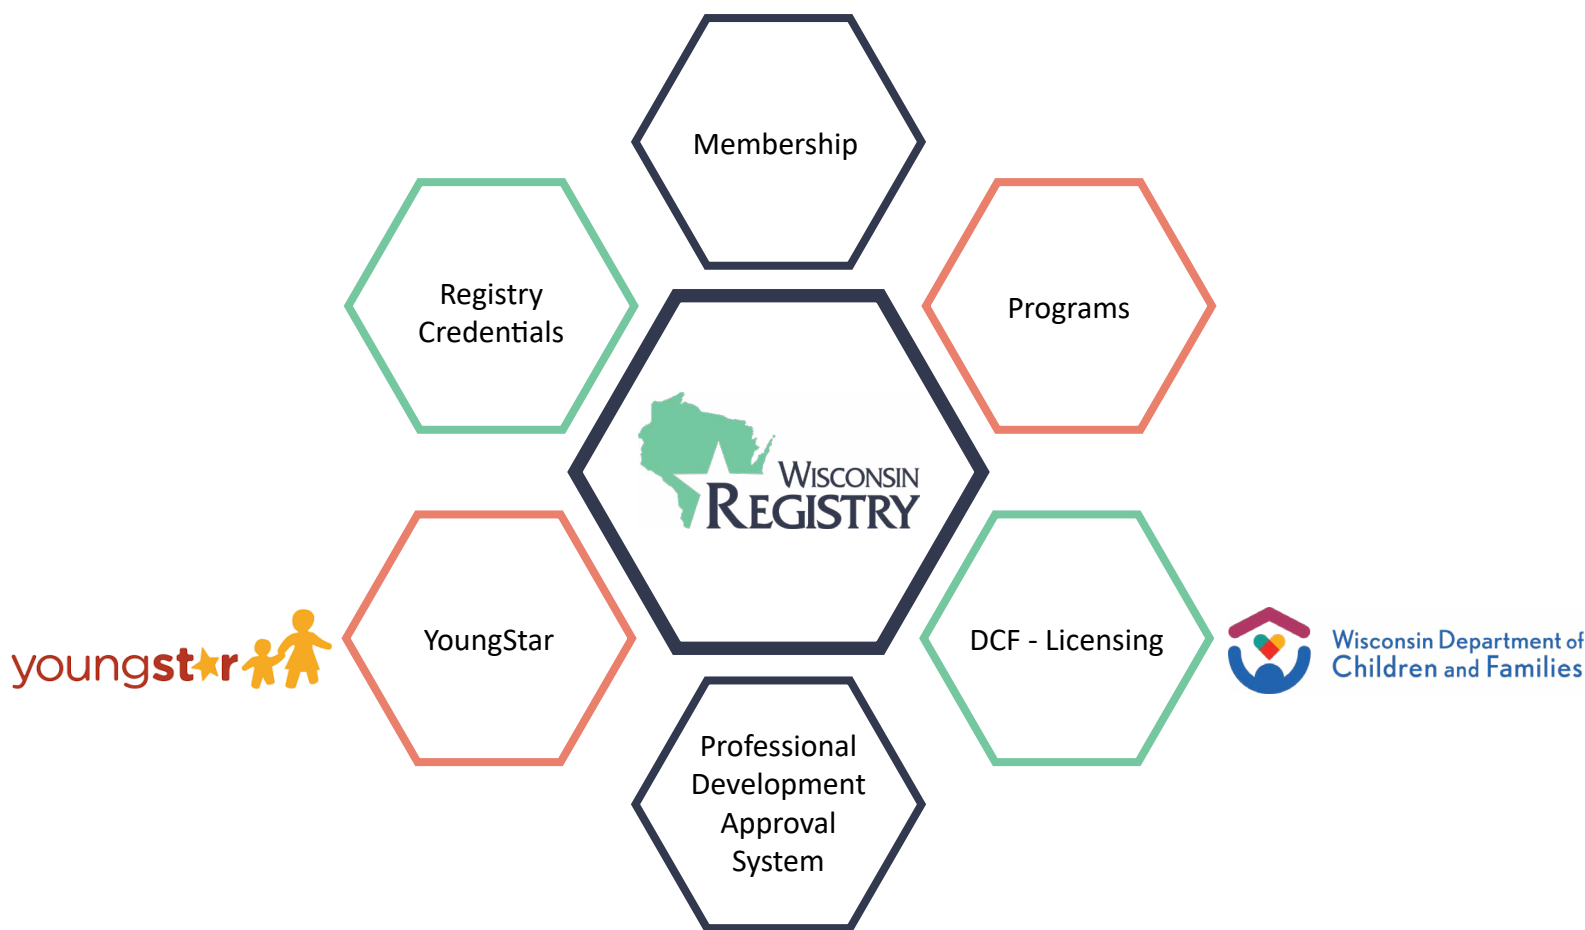 Membership
Registry
Credentials
Programs
WISCONSIN
REGISTRY
youngstar
YoungStar
DCF - Licensing
Wisconsin Department of
Children and Families
Professional
Development
Approval
System